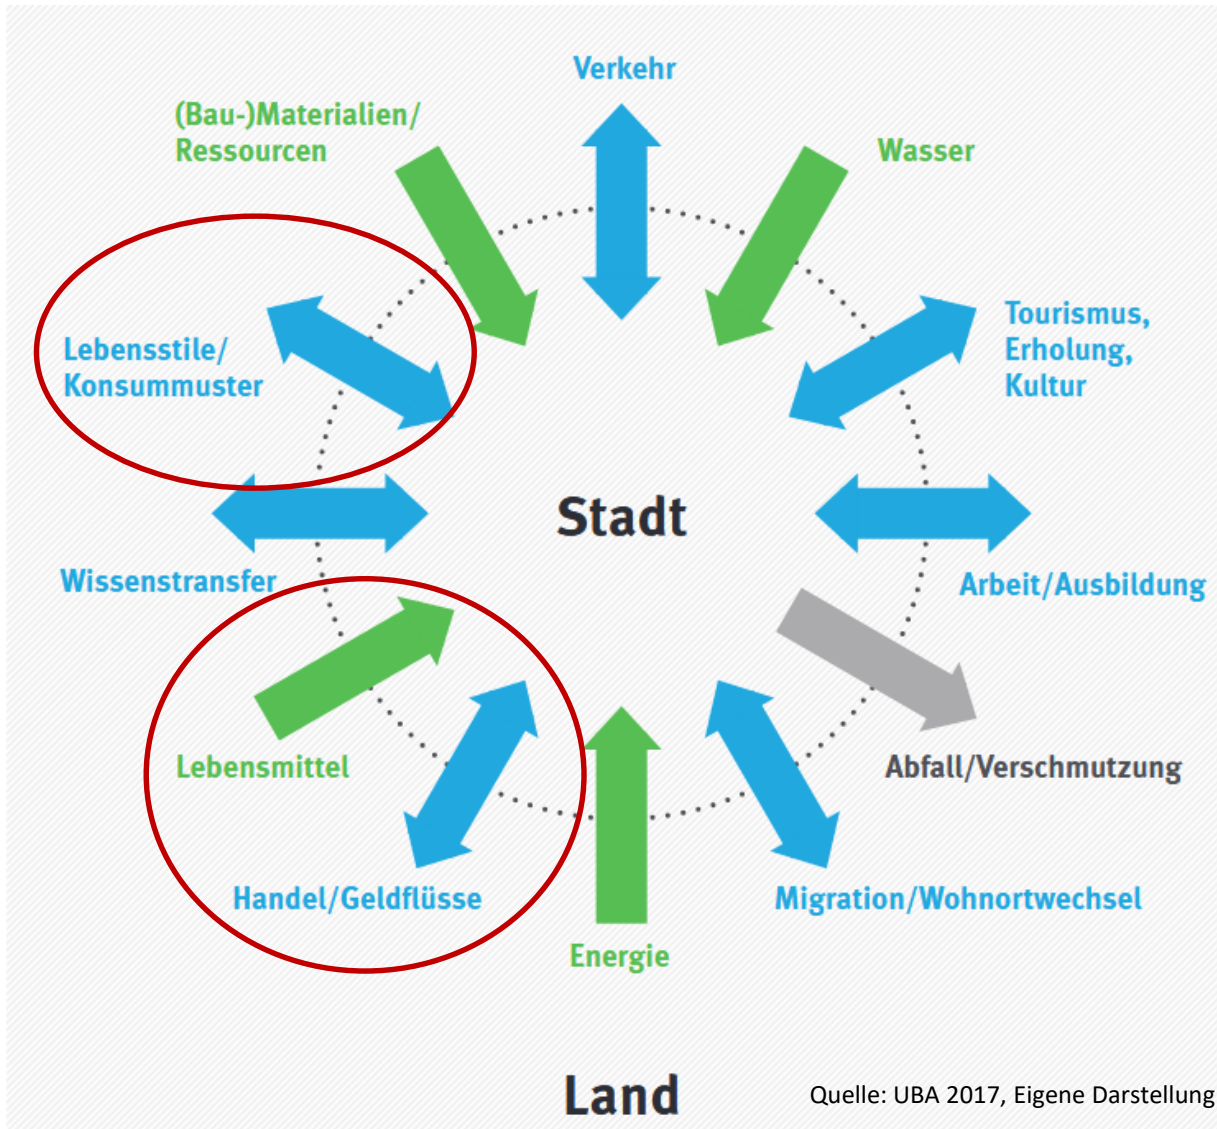 Verkehr
(Bau-)Materialien/
Ressourcen
Wasser
Lebensstile/
Konsummuster
Tourismus,
Erholung,
Kultur
Stadt
Wissenstransfer
Arbeit/Ausbildung
Lebensmittel
Abfall/Verschmutzung
Handel/Geldflüsse
Migration/Wohnortwechsel
Energie
Land
Quelle: UBA 2017, Eigene Darstellung